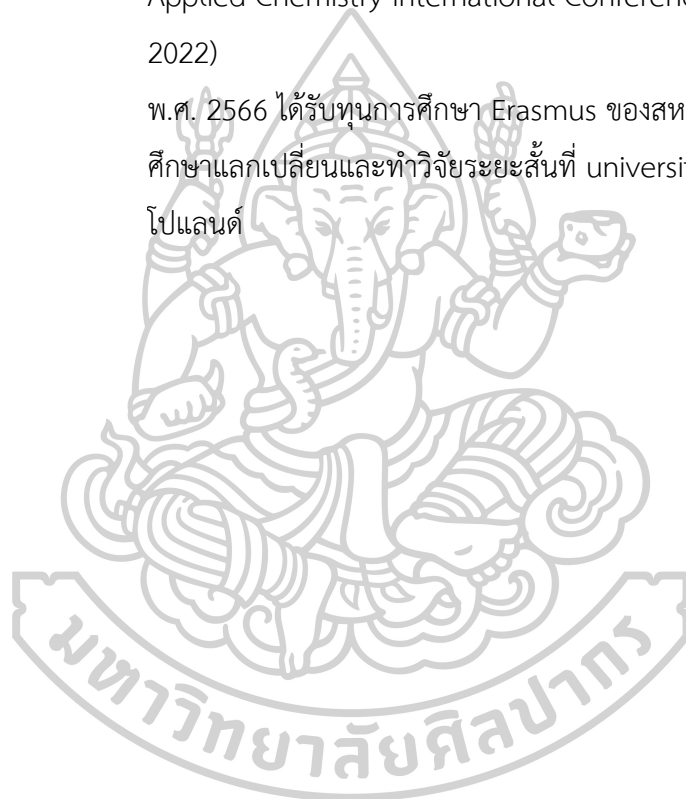 Applied Chemistry International Conference
2022)
พ.ศ. 2566 ได้รับทุนการศึกษา Erasmus ของสห
ศึกษาแลกเปลี่ยนและทำวิจัยระยะสั้นที่ universit
โปแลนด์
มหาวิทยาลัยศิลปากร